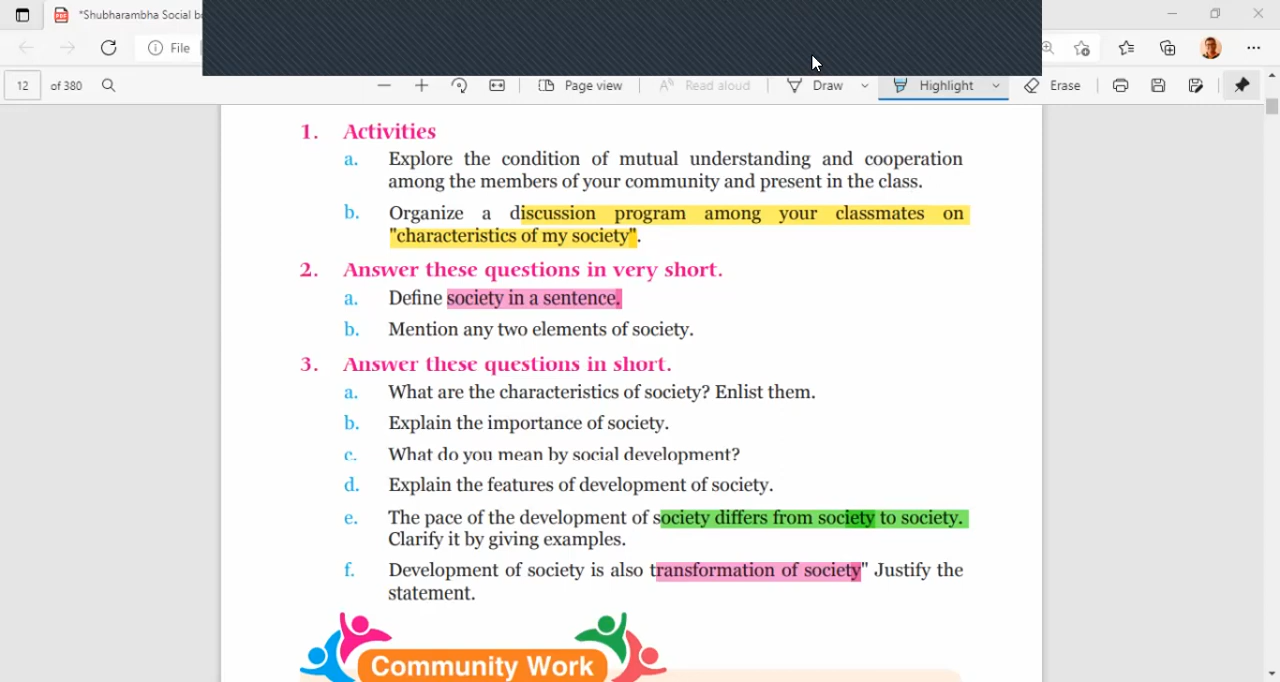 *Shubharambha Social b
File
12 of 380
Page view
Read aloud
Draw
Highlight
Erase
1. Activities
a. Explore the condition of mutual understanding and cooperation
among the members of your community and present in the class.
b. Organize a discussion program among your classmates on
"characteristics of my society".
2. Answer these questions in very short.
a. Define society in a sentence.
b. Mention any two elements of society.
3. Answer these questions in short.
a. What are the characteristics of society? Enlist them.
b. Explain the importance of society.
c. What do you mean by social development?
d. Explain the features of development of society.
e. The pace of the development of society differs from society to society.
Clarify it by giving examples.
f. Development of society is also transformation of society" Justify the
statement.
Community Work